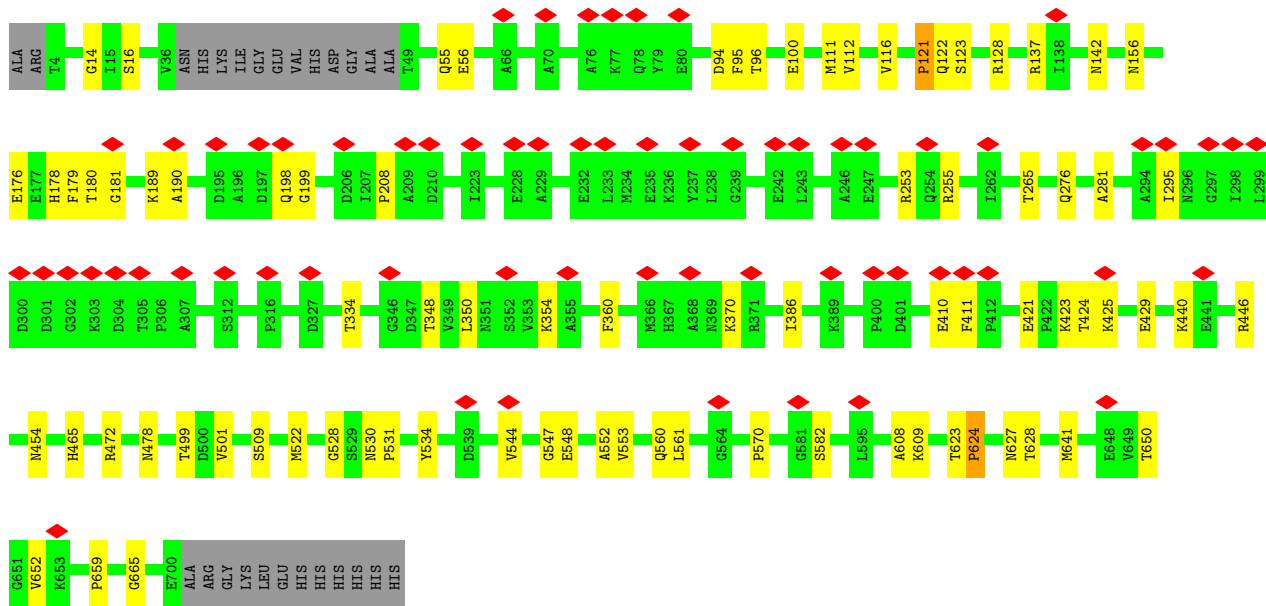 ALA ARG T4 G14 I15 S16 V36 ASN HIS LYS ILE GLY GLU VAL HIS ASP GLY ALA ALA T49 Q55 E56 A66 A70 A76 K77 Q78 Y79 E80 D94 F95 T96 E100 M111 V112 V116 P121 Q122 S123 R128 R137 I138 N142 N156
E176 E177 H178 F179 T180 G181 K189 A190 D195 A196 D197 Q198 G199 D206 I207 P208 A209 D210 I223 E228 A229 E232 L233 M234 E235 K236 Y237 L238 G239 E242 L243 A246 E247 R253 Q254 R255 I262 T265 Q276 A281 A294 I295 N296 G297 I298 L299
D300 D301 G302 K303 D304 T305 P306 A307 S312 P316 D327 T334 G346 D347 T348 V349 L350 N351 S352 V353 K354 A355 F360 M366 H367 A368 N369 K370 R371 I386 K389 P400 D401 E410 F411 P412 E421 P422 K423 T424 K425 E429 K440 E441 R446
N454 H465 R472 N478 T499 D500 V501 S509 M522 G528 S529 N530 P531 Y534 D539 V544 G547 E548 A552 V553 Q560 L561 G564 P570 G581 S582 L595 A608 K609 T623 P624 N627 T628 M641 E648 V649 T650
G651 V652 K653 P659 G665 E700 ALA ARG GLY LYS LEU GLU HIS HIS HIS HIS HIS HIS